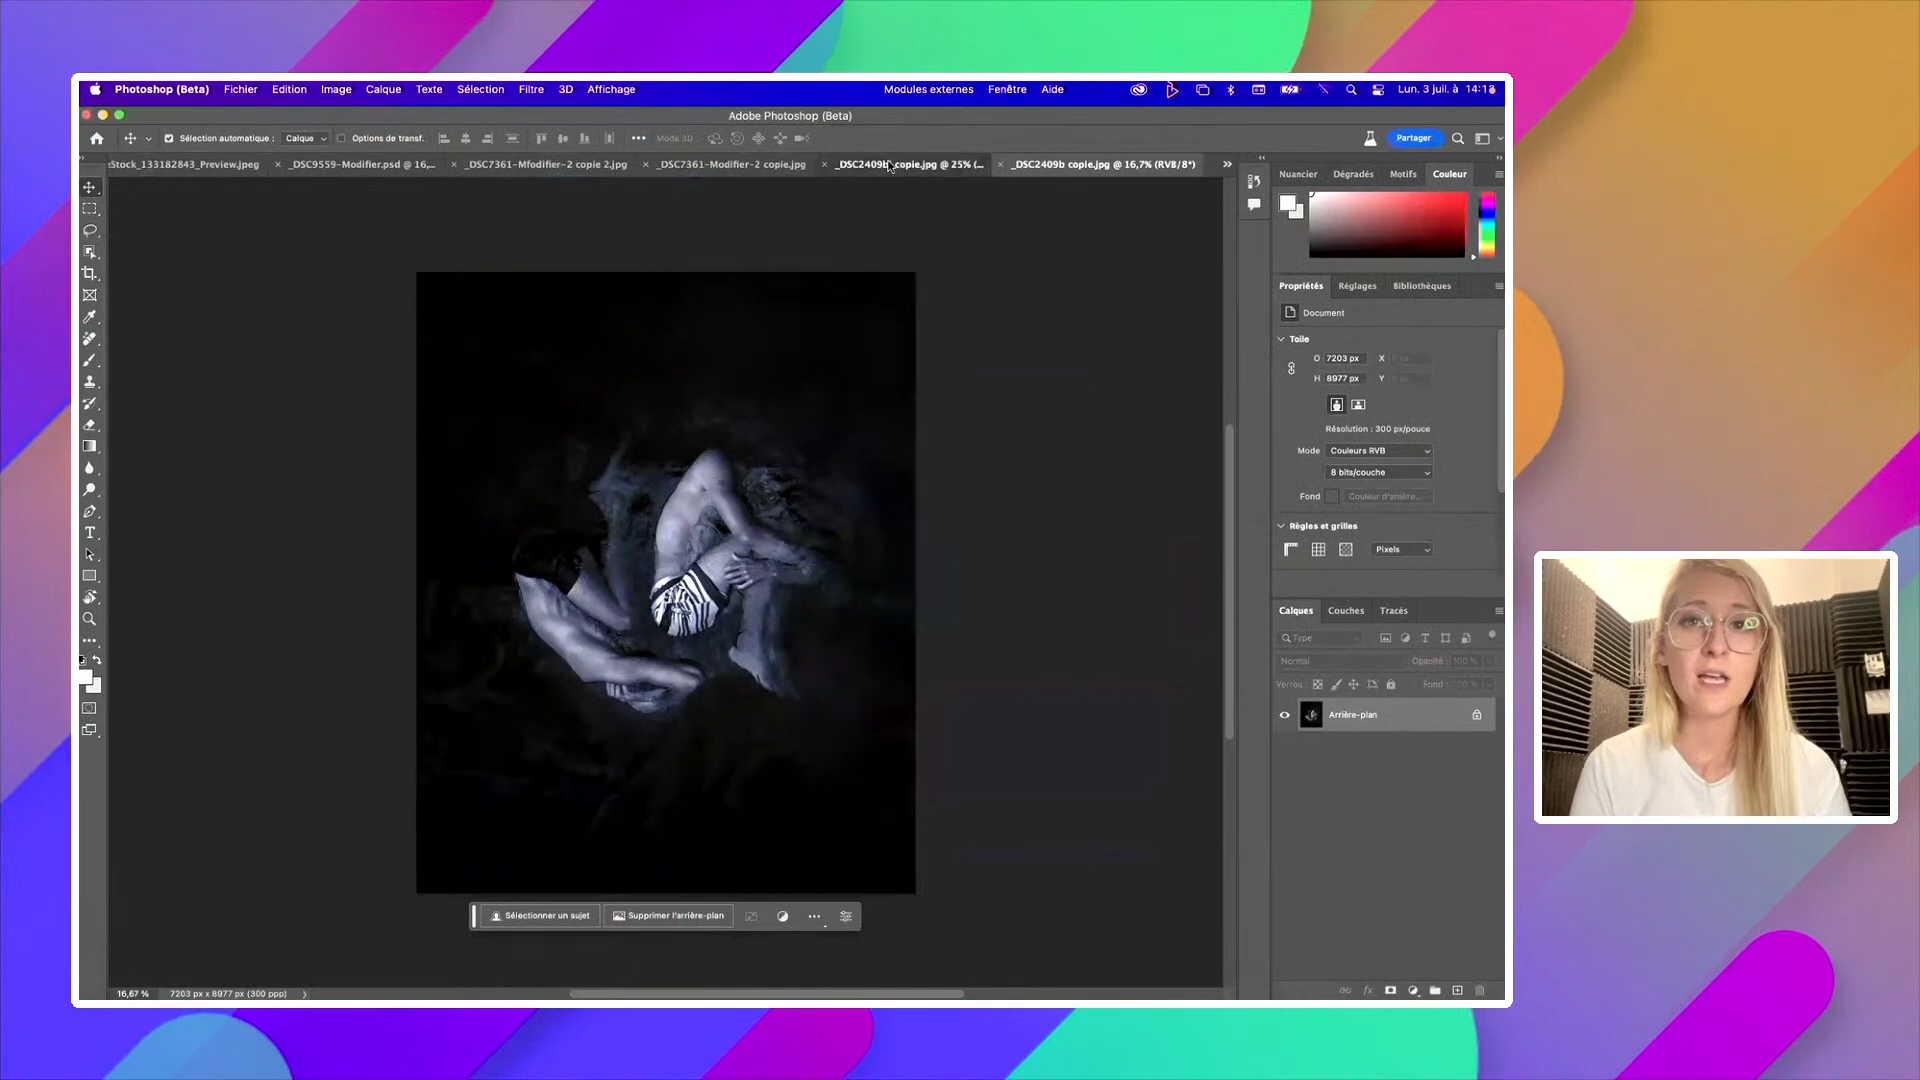 Photoshop (Beta) Fichier Edition Image Calque Texte Sélection Filtre 3D Affichage Modules externes Fenêtre Aide Lun. 3 juil. à
Adobe Photoshop (Beta)
Sélection automatique : Calque Options de transf. ••• Mode 3D : Partager
Stock_133182843_Preview.jpeg × _DSC9559-Modifier.psd @ 16,... × _DSC7361-Mfodifier-2 copie 2.jpg × _DSC7361-Modifier-2 copie.jpg × _DSC2409b copie.jpg @ 25% (... × _DSC2409b copie.jpg @ 16,7% (RVB/8*) »
Nuancier Dégradés Motifs Couleur
Propriétés Réglages Bibliothèques
Document
Toile
O 7203 px X
H 8977 px Y
Résolution : 300 px/pouce
Mode Couleurs RVB
8 bits/couche
Fond Couleur d'arrière...
Règles et grilles
Pixels
Calques Couches Tracés
Type
Normal Opacité : 100 %
Verrou : Fond : 100 %
Arrière-plan
Sélectionner un sujet Supprimer l'arrière-plan •••
16,67 % 7203 px x 8977 px (300 ppp)
fx